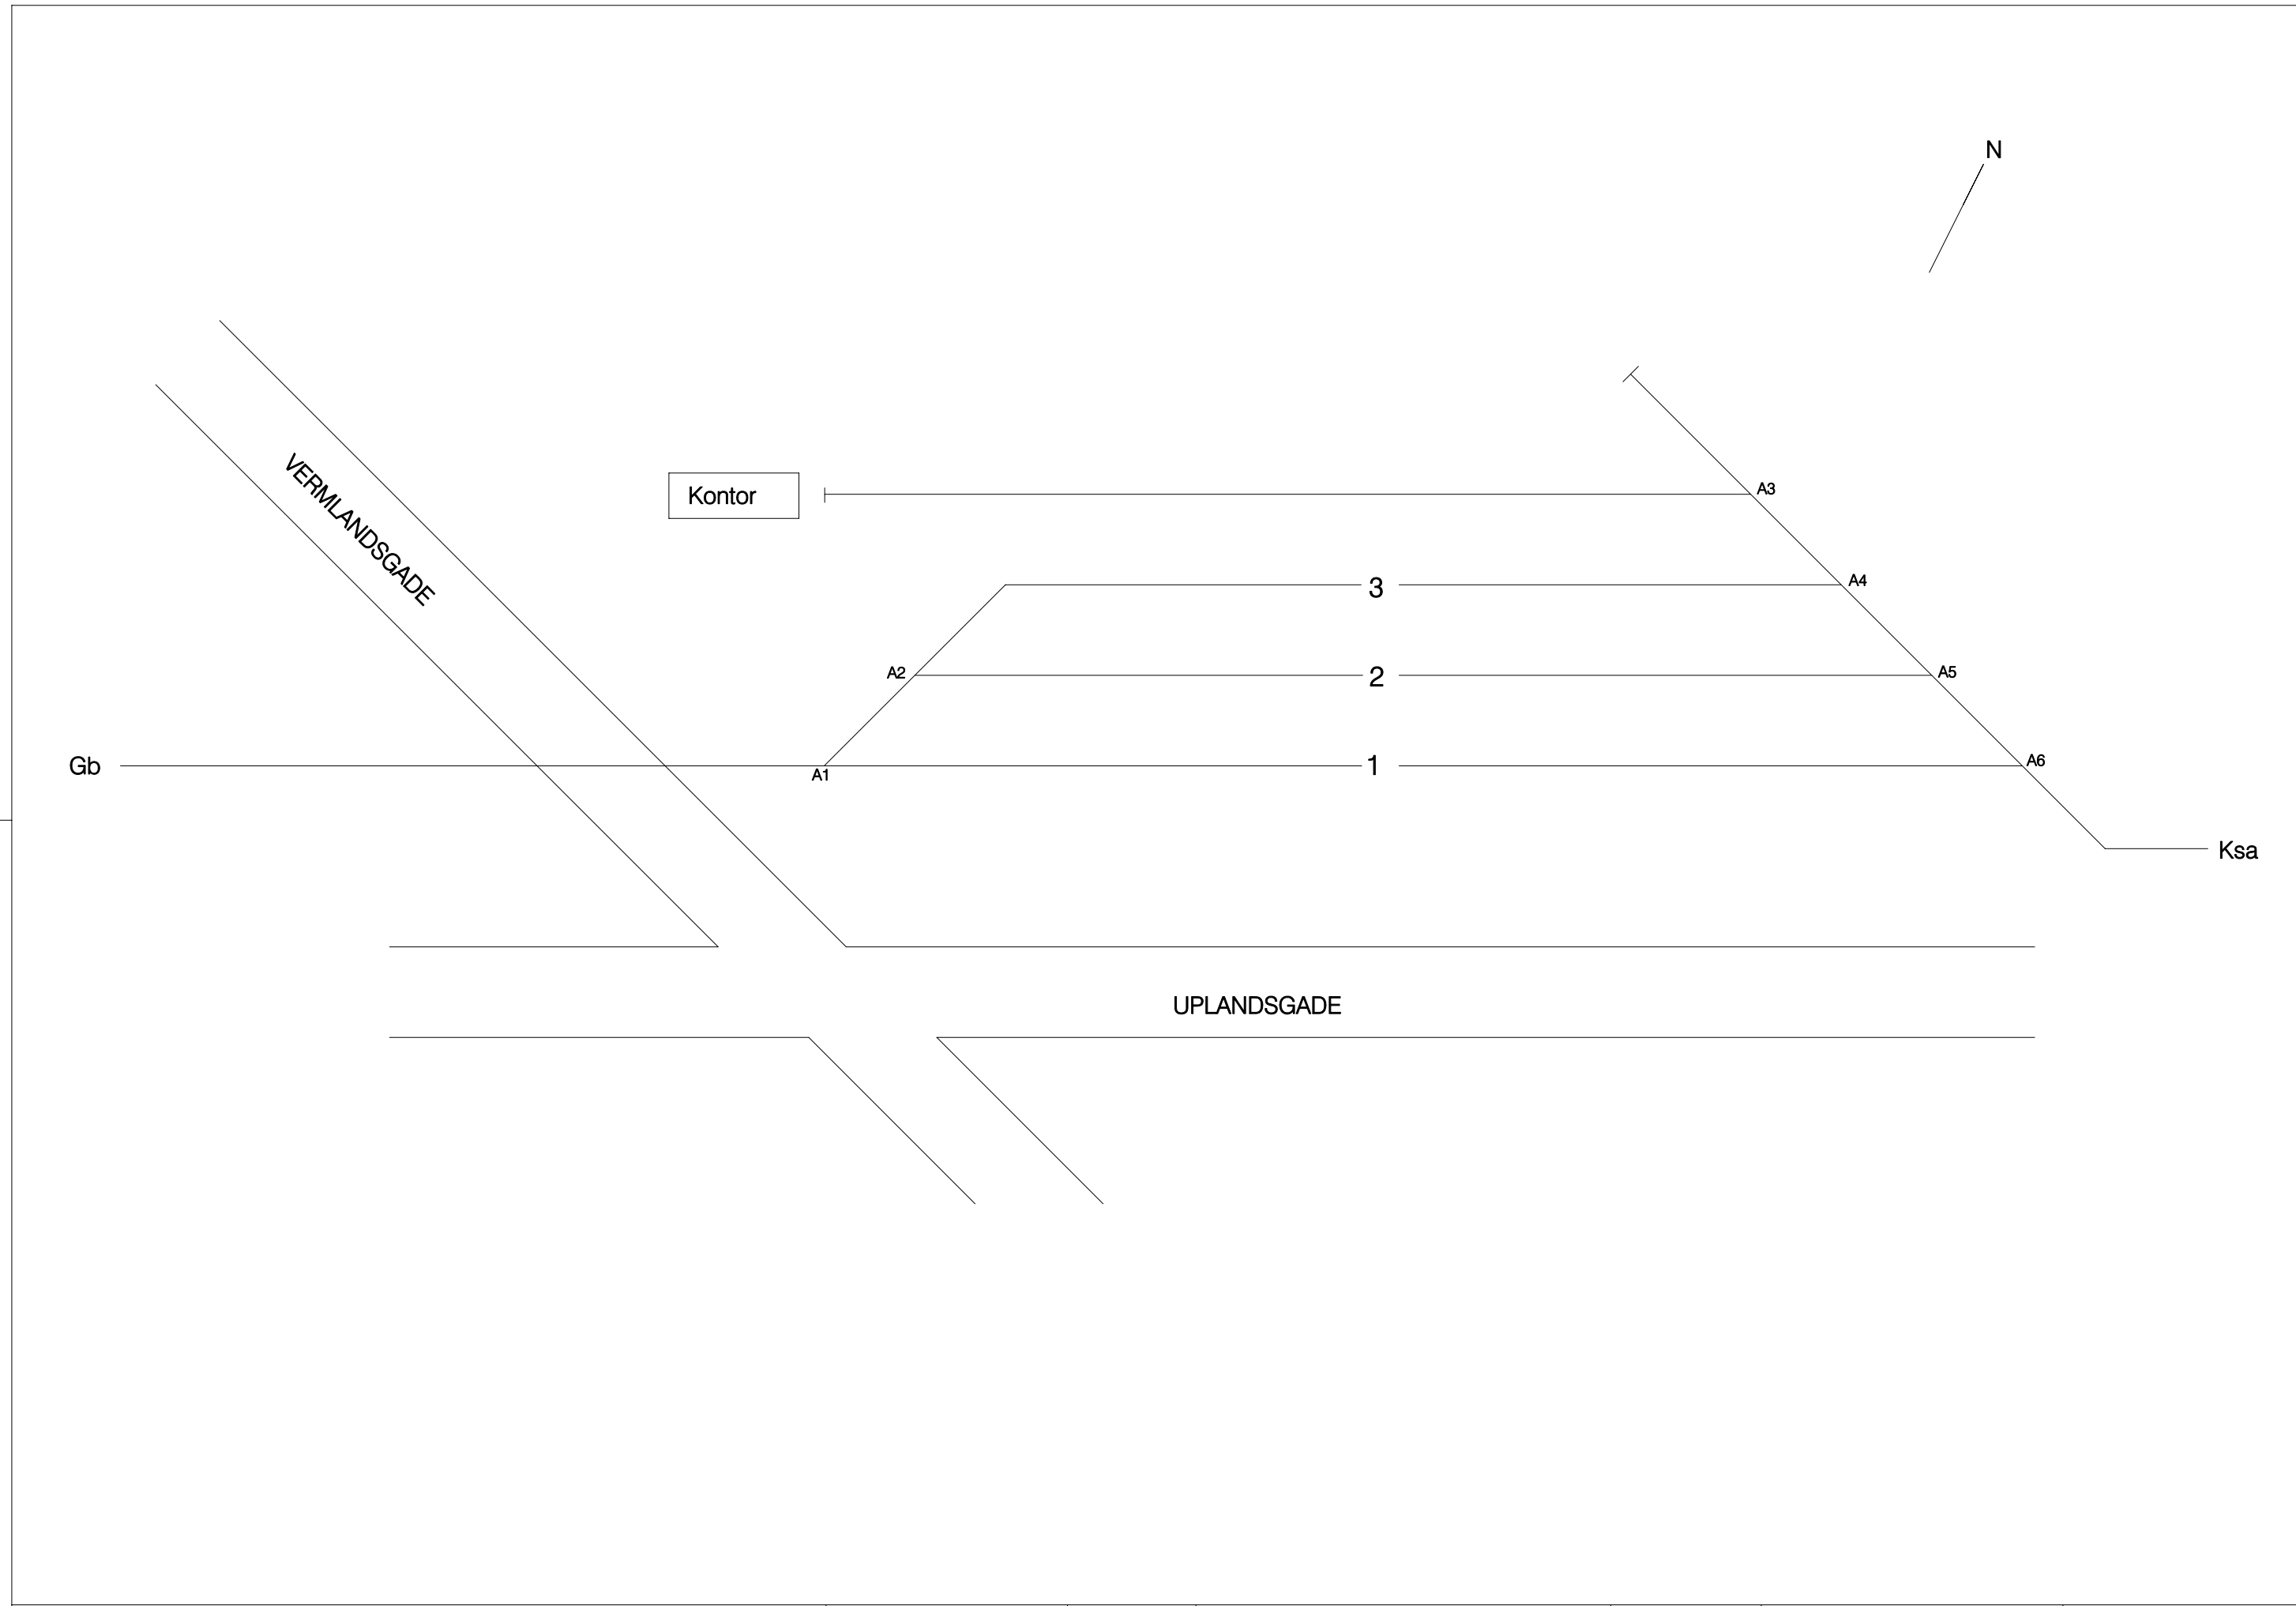 N
VERMLANDSGADE
Kontor
A3
3
A4
A2
2
A5
Gb
A1
1
A6
Ksa
UPLANDSGADE